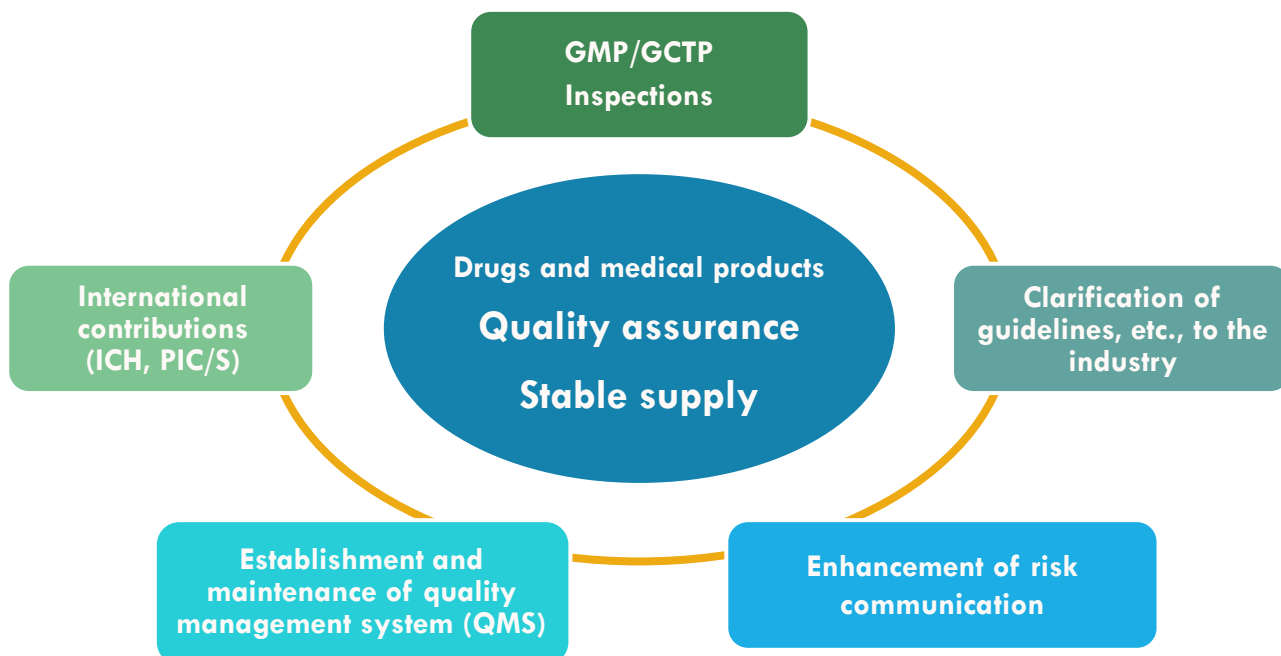 GMP/GCTP
Inspections
International
contributions
(ICH, PIC/S)
Drugs and medical products
Quality assurance
Stable supply
Clarification of
guidelines, etc., to the
industry
Establishment and
maintenance of quality
management system (QMS)
Enhancement of risk
communication